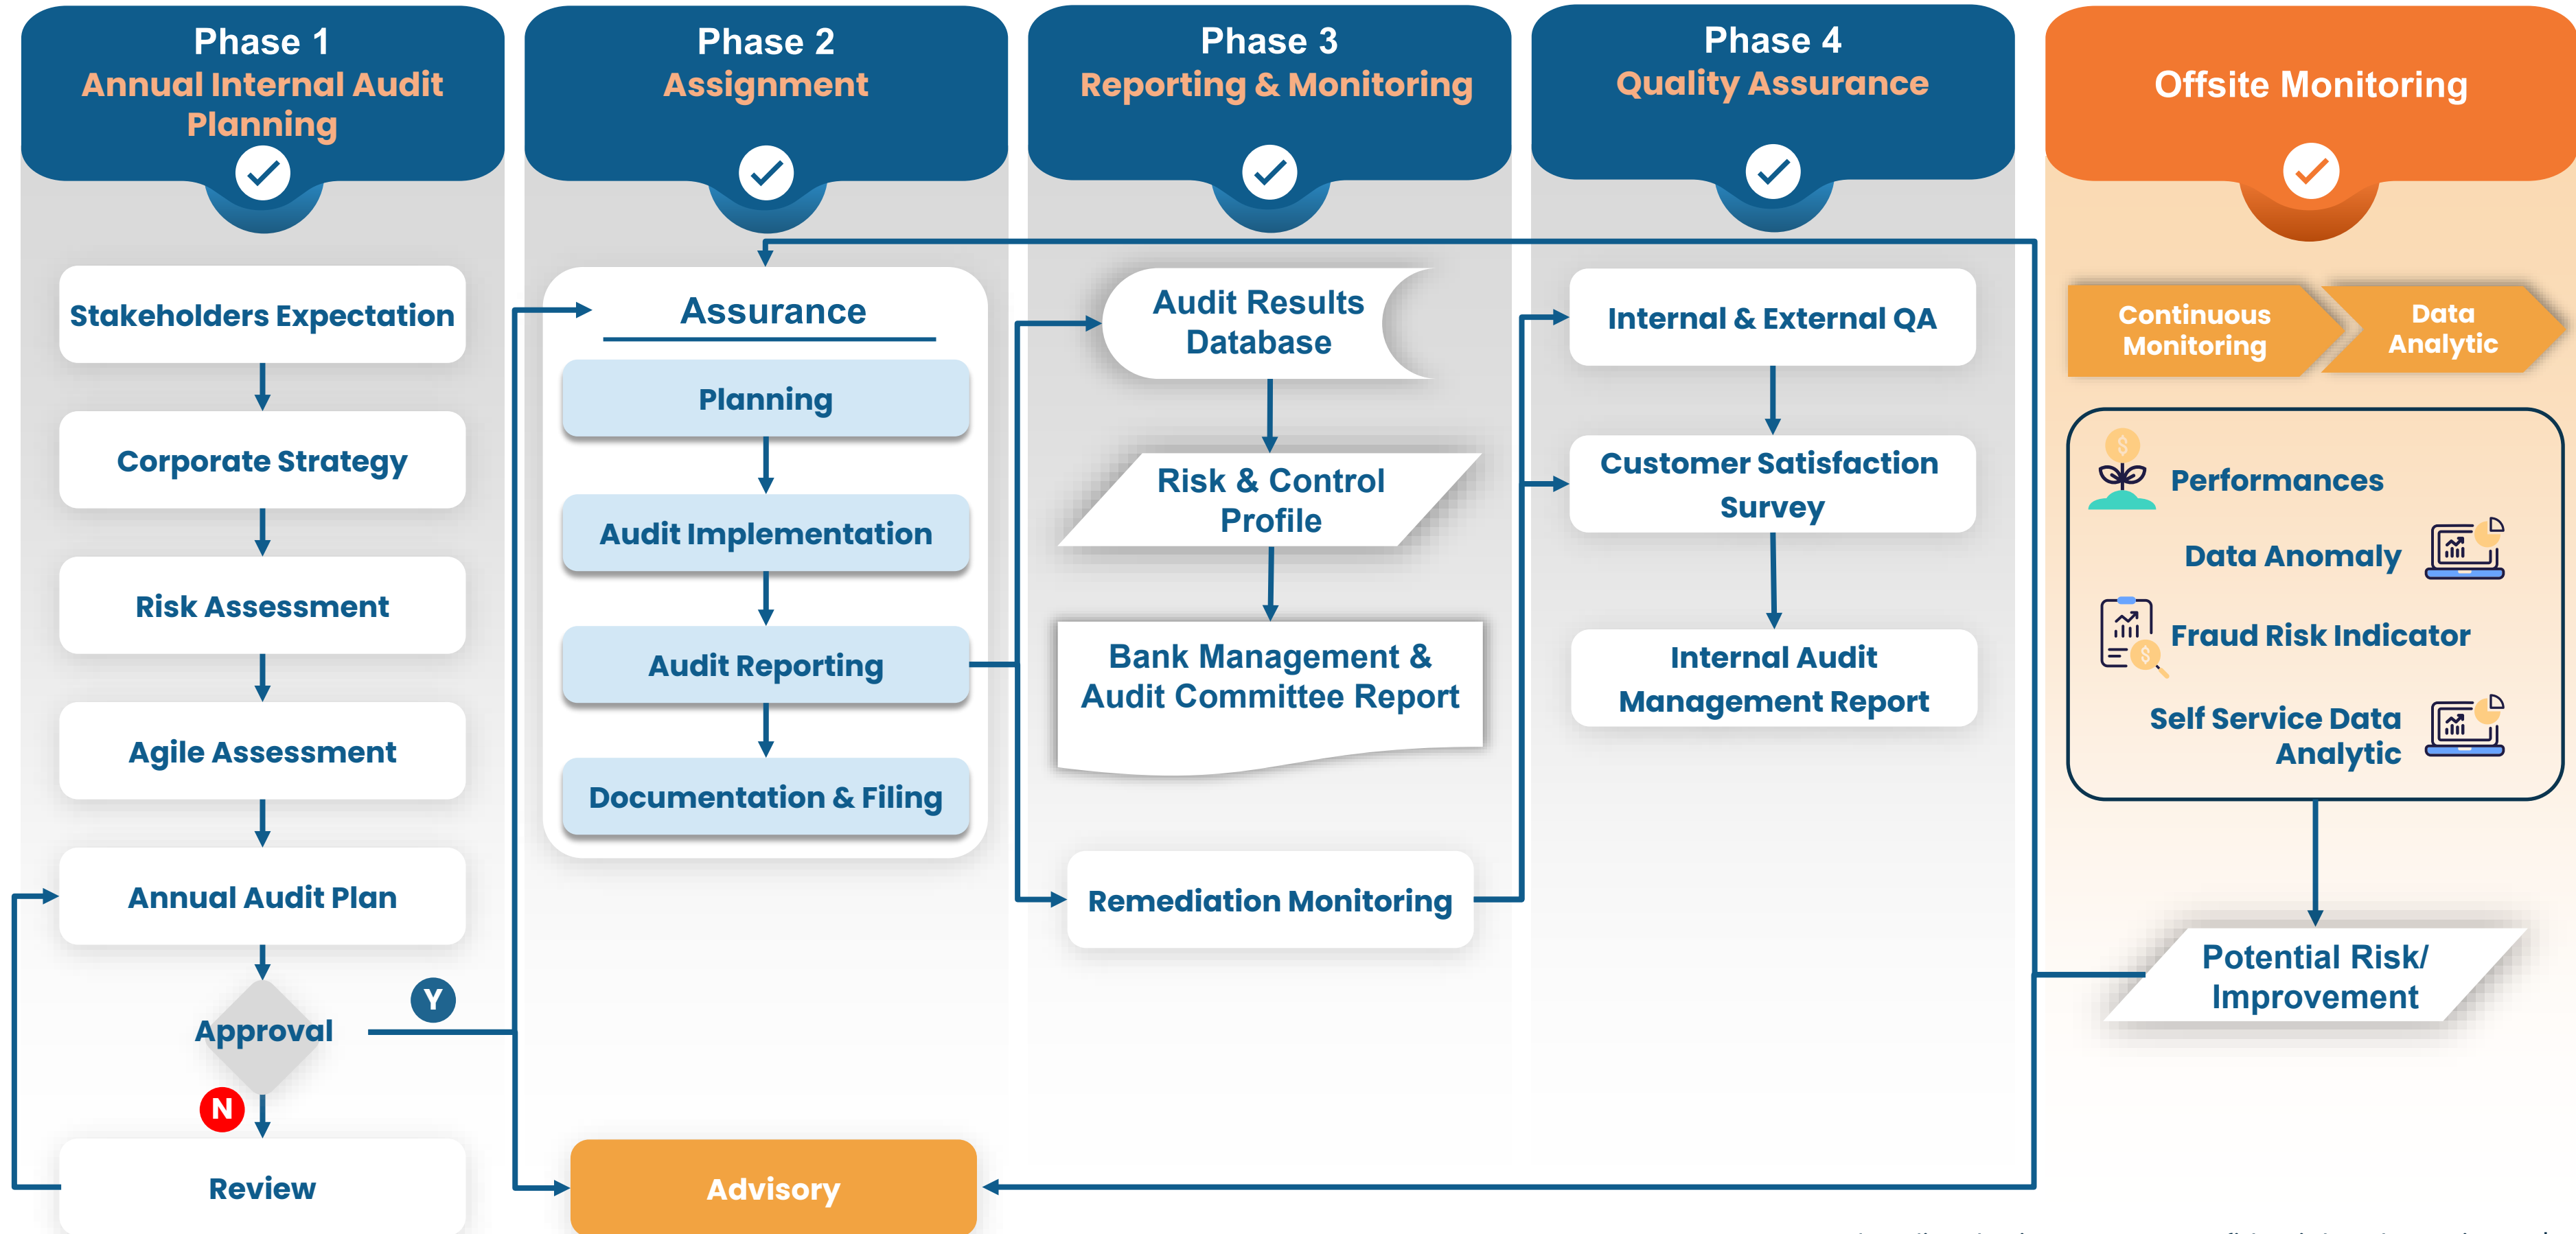 Phase 1
Annual Internal Audit
Planning
Stakeholders Expectation
Corporate Strategy
Risk Assessment
Agile Assessment
Annual Audit Plan
Approval
Y
N
Review
Phase 2
Assignment
Assurance
Planning
Audit Implementation
Audit Reporting
Documentation & Filing
Advisory
Phase 3
Reporting & Monitoring
Audit Results
Database
Risk & Control
Profile
Bank Management &
Audit Committee Report
Remediation Monitoring
Phase 4
Quality Assurance
Internal & External QA
Customer Satisfaction
Survey
Internal Audit
Management Report
Offsite Monitoring
Continuous
Monitoring
Data
Analytic
Performances
Data Anomaly
Fraud Risk Indicator
Self Service Data
Analytic
Potential Risk/
Improvement